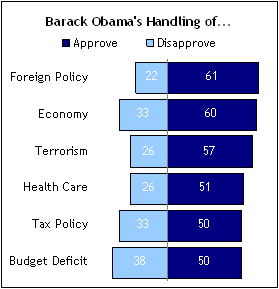 Barack Obama's Handling of...
Approve Disapprove
Foreign Policy 22 61
Economy 33 60
Terrorism 26 57
Health Care 26 51
Tax Policy 33 50
Budget Deficit 38 50